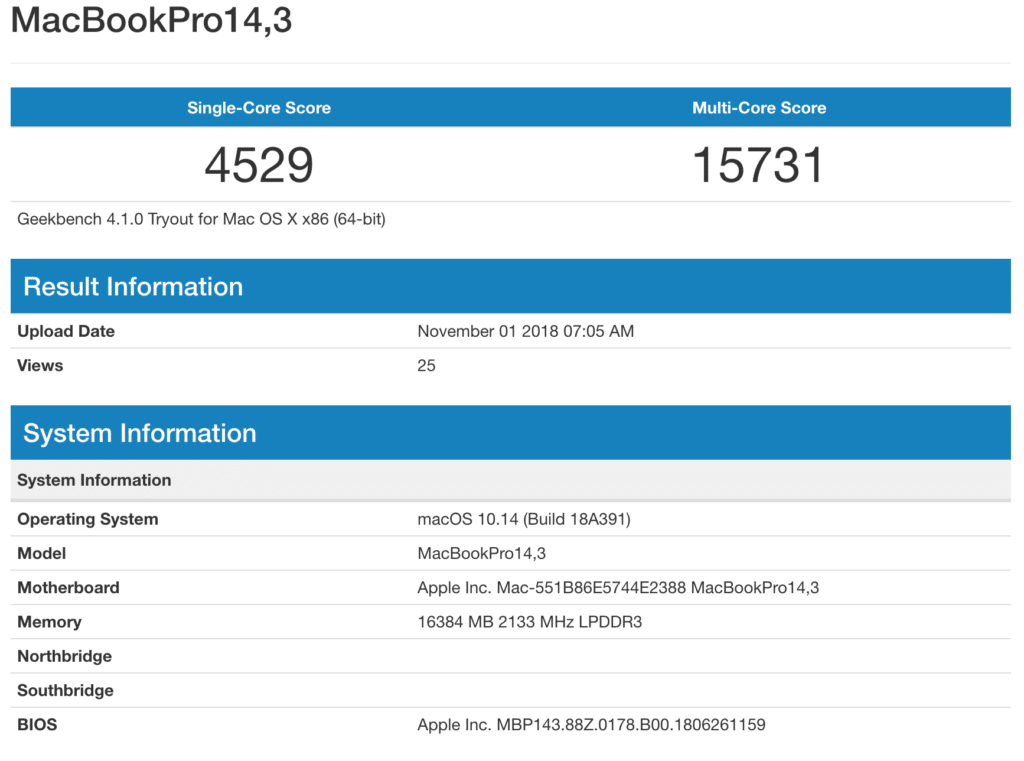 MacBookPro14,3
Single-Core Score Multi-Core Score
4529 15731
Geekbench 4.1.0 Tryout for Mac OS X x86 (64-bit)
Result Information
Upload Date November 01 2018 07:05 AM
Views 25
System Information
System Information
Operating System macOS 10.14 (Build 18A391)
Model MacBookPro14,3
Motherboard Apple Inc. Mac-551B86E5744E2388 MacBookPro14,3
Memory 16384 MB 2133 MHz LPDDR3
Northbridge
Southbridge
BIOS Apple Inc. MBP143.88Z.0178.B00.1806261159